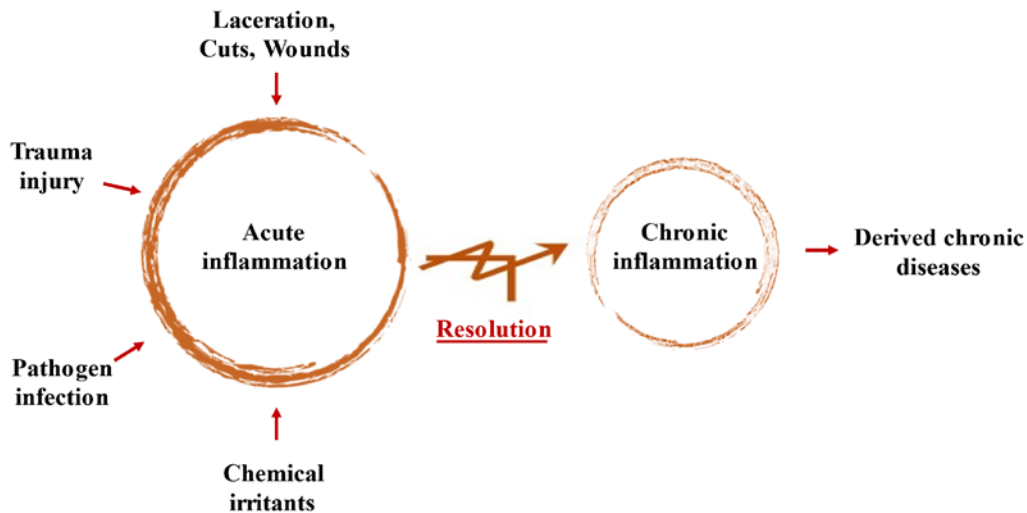 Laceration,
Cuts, Wounds
Trauma
injury
Acute
inflammation
Chronic
inflammation
Derived chronic
diseases
Resolution
Pathogen
infection
Chemical
irritants